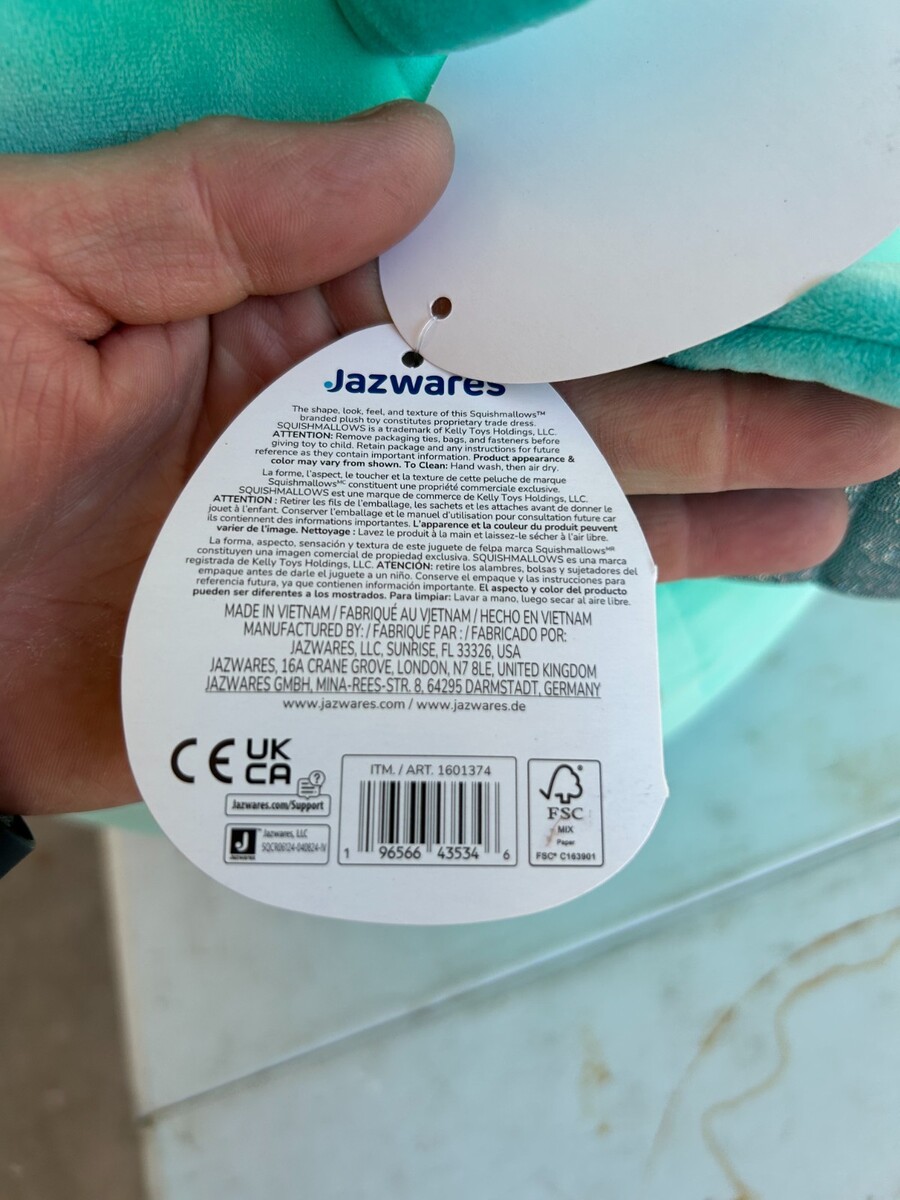 Jazwares
The shape, look, feel, and texture of this Squishmallows™
branded plush toy constitutes proprietary trade dress.
SQUISHMALLOWS is a trademark of Kelly Toys Holdings, LLC.
ATTENTION: Remove packaging ties, bags, and fasteners before
giving toy to child. Retain package and any instructions for future
reference as they contain important information. Product appearance &
color may vary from shown. To Clean: Hand wash, then air dry.
La forme, l'aspect, le toucher et la texture de cette peluche de marque
Squishmallowsᴹᶜ constituent une propriété commerciale exclusive.
SQUISHMALLOWS est une marque de commerce de Kelly Toys Holdings, LLC.
ATTENTION : Retirer les fils de l'emballage, les sachets et les attaches avant de donner le
jouet à l'enfant. Conserver l'emballage et le manuel d'utilisation pour consultation future car
ils contiennent des informations importantes. L'apparence et la couleur du produit peuvent
varier de l'image. Nettoyage : Lavez le produit à la main et laissez-le sécher à l'air libre.
La forma, aspecto, sensación y textura de este juguete de felpa marca Squishmallowsᴹᴿ
constituyen una imagen comercial de propiedad exclusiva. SQUISHMALLOWS es una marca
registrada de Kelly Toys Holdings, LLC. ATENCIÓN: retire los alambres, bolsas y sujetadores del
empaque antes de darle el juguete a un niño. Conserve el empaque y las instrucciones para
referencia futura, ya que contienen información importante. El aspecto y color del producto
pueden ser diferentes a los mostrados. Para limpiar: Lavar a mano, luego secar al aire libre.
MADE IN VIETNAM / FABRIQUÉ AU VIETNAM / HECHO EN VIETNAM
MANUFACTURED BY: / FABRIQUÉ PAR : / FABRICADO POR:
JAZWARES, LLC, SUNRISE, FL 33326, USA
JAZWARES, 16A CRANE GROVE, LONDON, N7 8LE, UNITED KINGDOM
JAZWARES GMBH, MINA-REES-STR. 8, 64295 DARMSTADT, GERMANY
www.jazwares.com / www.jazwares.de
CE
UK
CA
?
Jazwares.com/Support
J™
JAZWARES
Jazwares, LLC
SQCR06124-040824-IV
ITM. / ART. 1601374
1 96566 43534 6
FSC
MIX
Paper
FSC® C163901